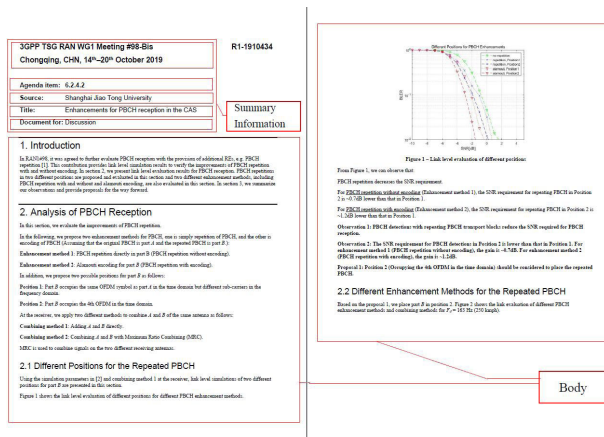 3GPP TSG RAN WG1 Meeting #98-Bis R1-1910434
Chongqing, CHN, 14th–20th October 2019
Agenda item: 6.2.4.2
Source: Shanghai Jiao Tong University
Title: Enhancements for PBCH reception in the CAS
Document for: Discussion
Summary
Information
1. Introduction
In RAN1#98, it was agreed to further evaluate PBCH reception with the provision of additional REs, e.g. PBCH
repetition [1]. This contribution provides link level simulation results to verify the improvements of PBCH repetition
with and without encoding. In section 2, we present link level evaluation results for PBCH reception. PBCH repetitions
in two different positions are proposed and evaluated in this section and two different enhancement methods, including
PBCH repetition with encoding and without and alamouti encoding, are also evaluated in this section. In section 5, we summarize
our observations and provide proposals for the way forward.
2. Analysis of PBCH Reception
In this section, we evaluate the improvements of PBCH repetition.
In the following, we propose two enhancements methods for PBCH, one is simply repetition of PBCH, and the other is
encoding of PBCH (Assuming that the original PBCH is part A and the repeated PBCH is part B.):
Enhancement method 1: PBCH repetition directly in part B (PBCH repetition without encoding).
Enhancement method 2: Alamouti encoding for part B (PBCH repetition with encoding).
In addition, we propose two possible positions for part B as follows:
Position 1: Part B occupies the same OFDM symbol as part A in the time domain but different sub-carriers in the
frequency domain.
Position 2: Part B occupies the 4th OFDM in the time domain.
At the receiver, we apply two different methods to combine A and B of the same antenna as follows:
Combining method 1: Adding A and B directly.
Combining method 2: Combining A and B with Maximum Ratio Combining (MRC).
MRC is used to combine signals on the two different receiving antennas.
2.1 Different Positions for the Repeated PBCH
Using the simulation parameters in [2] and combining method 1 at the receiver, link level simulations of two different
positions for part B are presented in this section.
Figure 1 shows the link level evaluation of different positions for different PBCH enhancement methods.
Different Positions for PBCH Enhancements
no repetition
repetition, Position1
repetition, Position2
alamouti, Position1
alamouti, Position2
BLER
SNR[dB]
Figure 1 – Link level evaluation of different positions
From Figure 1, we can observe that:
PBCH repetition decreases the SNR requirement.
For PBCH repetition without encoding (Enhancement method 1), the SNR requirement for repeating PBCH in Position
2 is ~0.7dB lower than that in Position 1.
For PBCH repetition with encoding (Enhancement method 2), the SNR requirement for repeating PBCH in Position 2 is
~1.2dB lower than that in Position 1.
Observation 1: PBCH detections with repeating PBCH transport blocks reduce the SNR required for PBCH
reception.
Observation 2: The SNR requirement for PBCH detections in Position 2 is lower than that in Position 1. For
enhancement method 1 (PBCH repetition without encoding), the gain is ~0.7dB. For enhancement method 2
(PBCH repetition with encoding), the gain is ~1.2dB.
Proposal 1: Position 2 (Occupying the 4th OFDM in the time domain) should be considered to place the repeated
PBCH.
2.2 Different Enhancement Methods for the Repeated PBCH
Based on the proposal 1, we place part B in position 2. Figure 2 shows the link evaluation of different PBCH
enhancement methods and combining methods for = 163 Hz (250 kmph).
Body